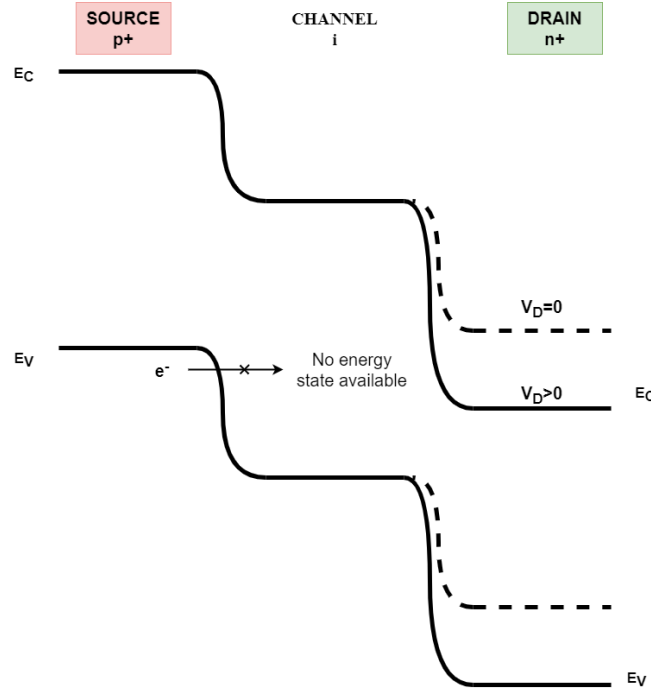 SOURCE
p+
CHANNEL
i
DRAIN
n+
EC
VD=0
EV
e-
No energy
state available
VD>0
EC
EV